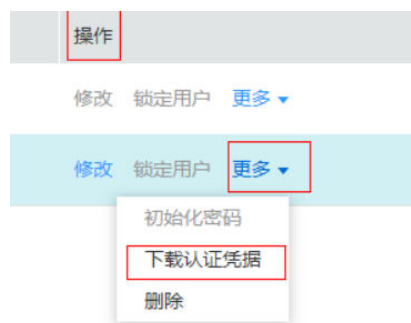 操作
修改 锁定用户 更多
修改 锁定用户 更多
初始化密码
下载认证凭据
删除